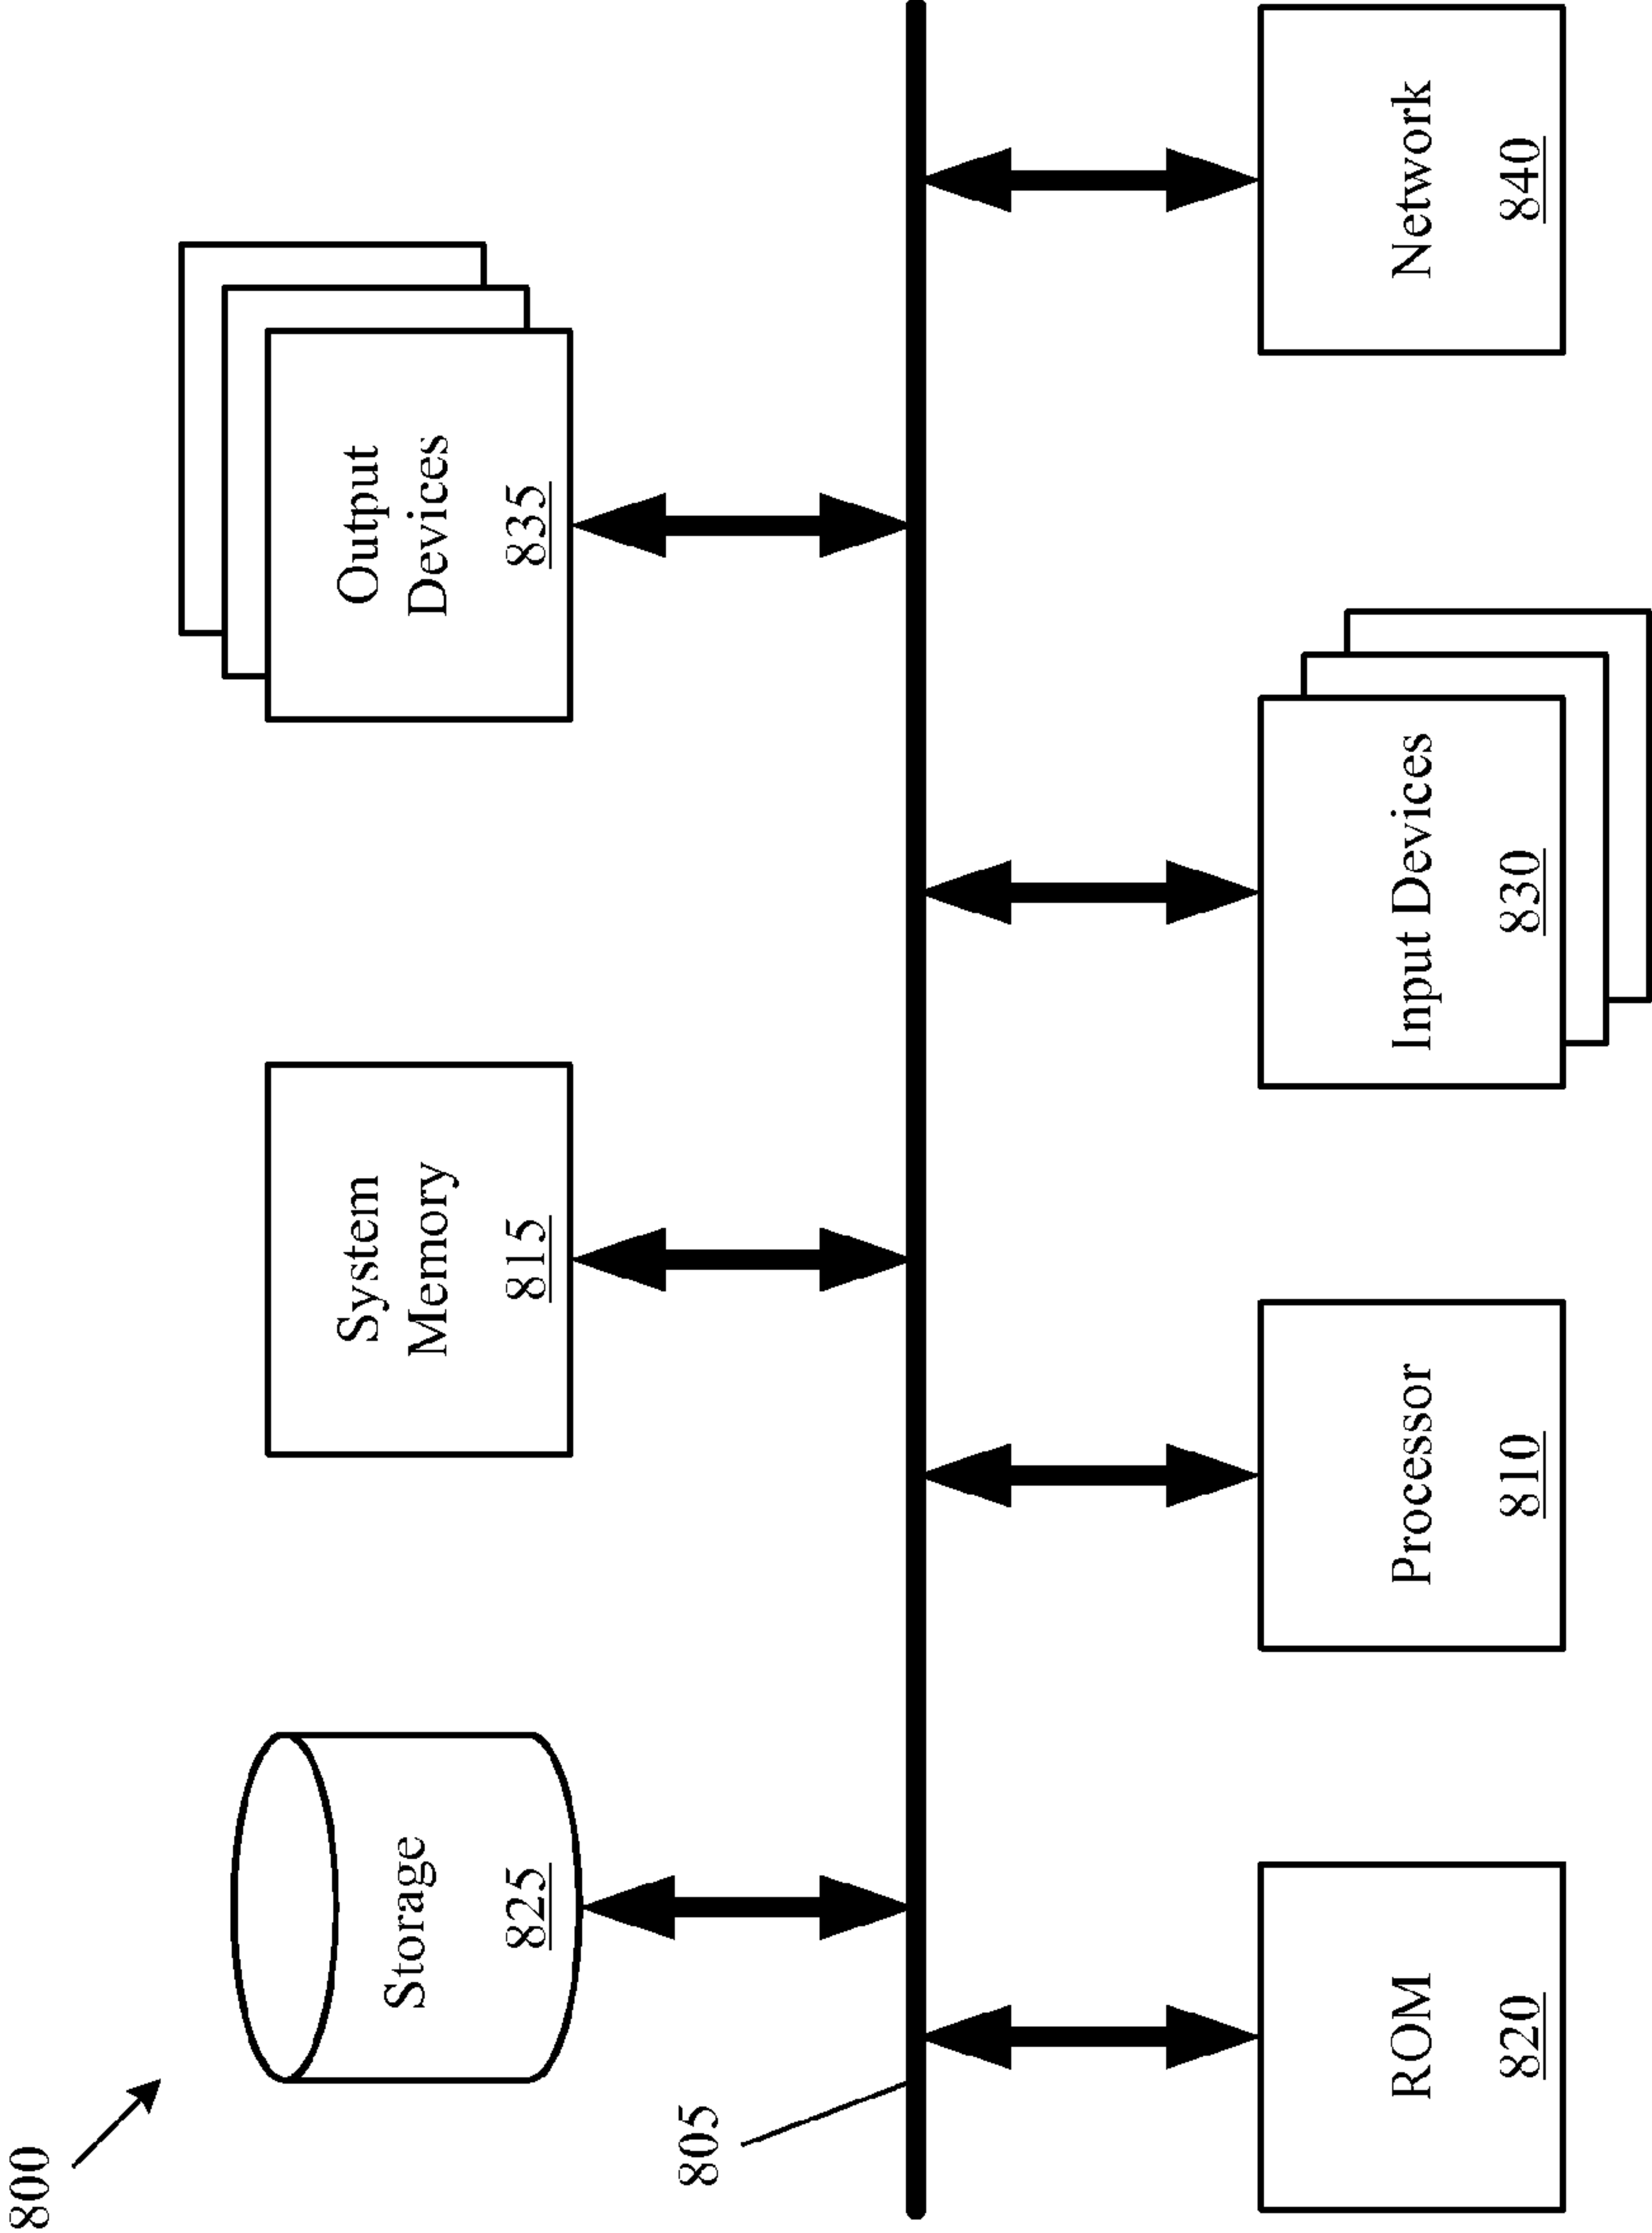 800
Storage
825
System
Memory
815
Output
Devices
835
805
ROM
820
Processor
810
Input Devices
830
Network
840